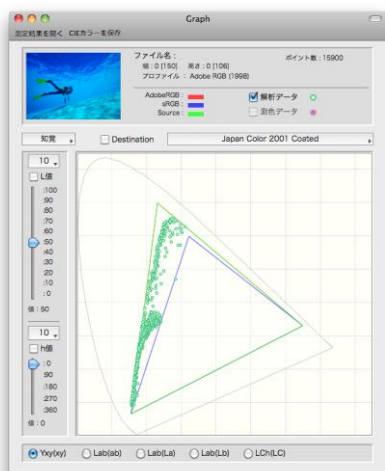 Graph
測定結果を開く CIEカラーを保存
ファイル名 :
幅 : 0 [150] 高さ : 0 [106]
ポイント数 : 15900
プロファイル : Adobe RGB (1998)
AdobeRGB :
sRGB :
Source :
解析データ
測色データ
知覚
Destination
Japan Color 2001 Coated
10
L値
:100
:90
:80
:70
:60
:50
:40
:30
:20
:10
: 0
値 : 50
10
h値
: 0
:90
:180
:270
:360
値 : 0
Yxy(xy)
Lab(ab)
Lab(La)
Lab(Lb)
LCh(LC)